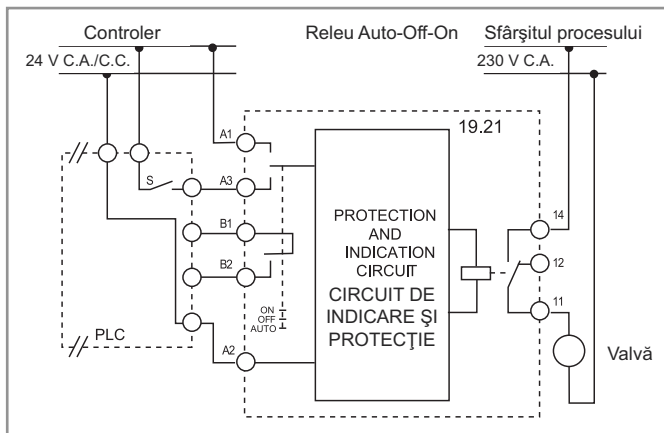 Controler
Releu Auto-Off-On
Sfârşitul procesului
24 V C.A./C.C.
230 V C.A.
19.21
A1
S
A3
B1
B2
ON
OFF
AUTO
PLC
A2
PROTECTION
AND
INDICATION
CIRCUIT
CIRCUIT DE
INDICARE ŞI
PROTECŢIE
14
12
11
Valvă